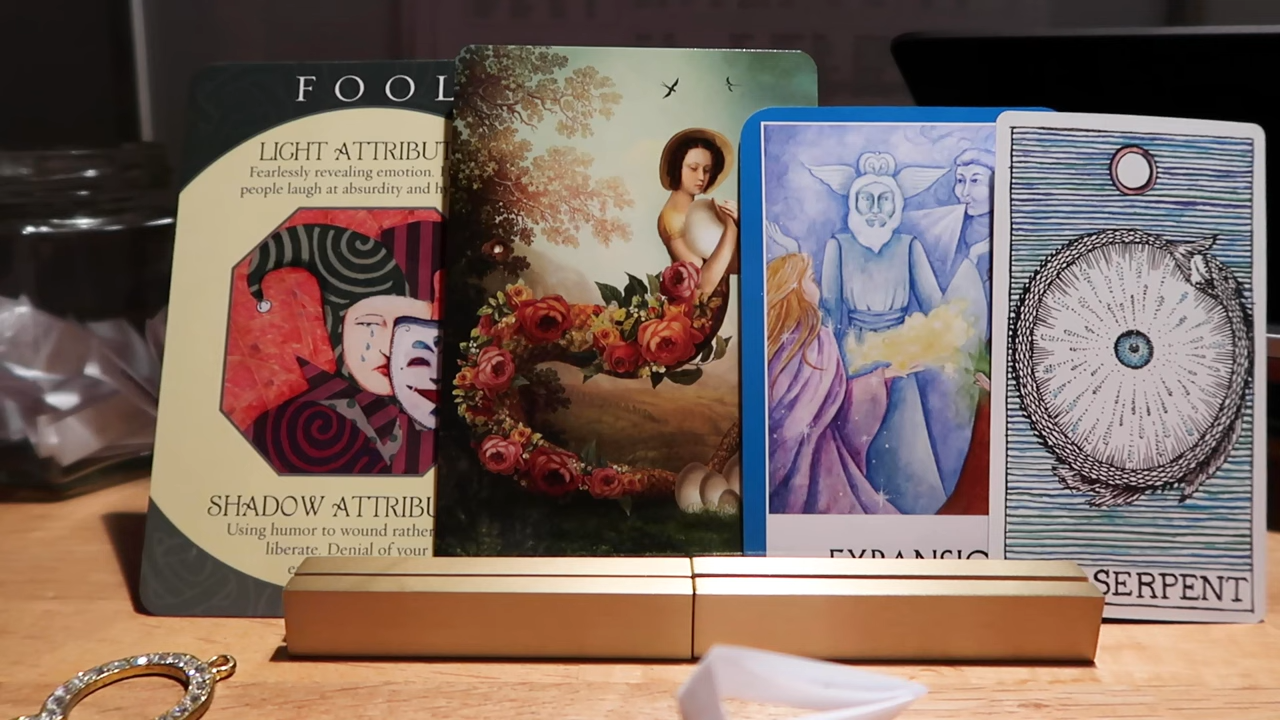 FOOL
LIGHT ATTRIBUT
Fearlessly revealing emotion.
people laugh at absurdity and
SHADOW ATTRIBU
Using humor to wound rather
liberate. Denial of your
EXPANSIO
SERPENT